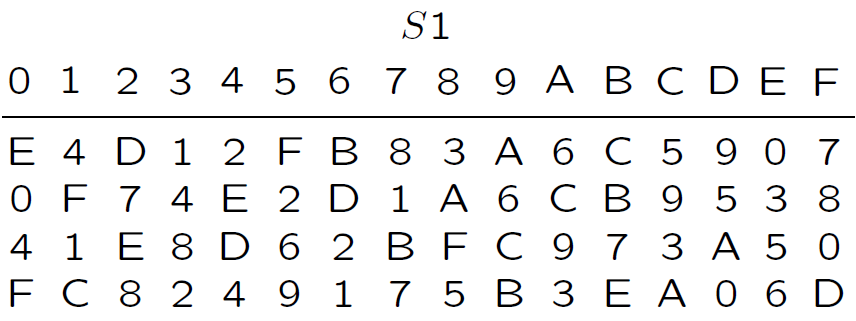 S1
0 1 2 3 4 5 6 7 8 9 A B C D E F
E 4 D 1 2 F B 8 3 A 6 C 5 9 0 7
0 F 7 4 E 2 D 1 A 6 C B 9 5 3 8
4 1 E 8 D 6 2 B F C 9 7 3 A 5 0
F C 8 2 4 9 1 7 5 B 3 E A 0 6 D